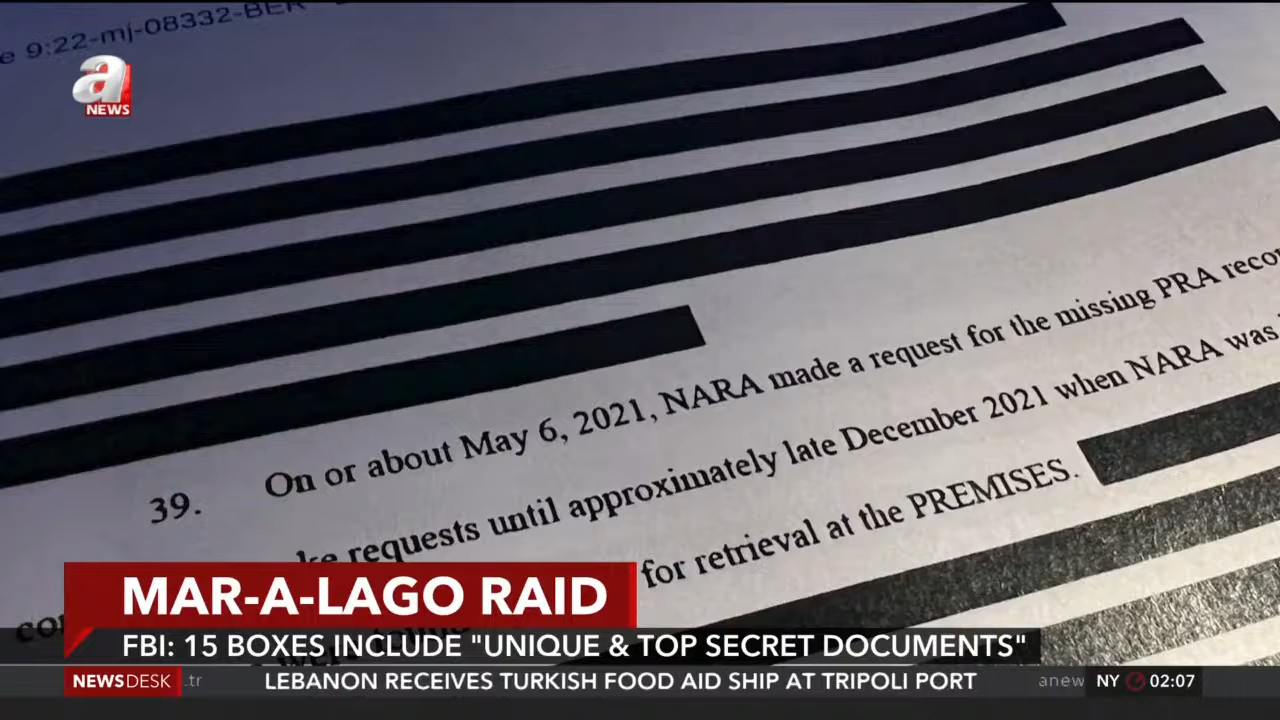 9:22-mj-08332-BER
a
NEWS
39. On or about May 6, 2021, NARA made a request for the missing PRA
requests until approximately late December 2021 when NARA was
for retrieval at the PREMISES.
MAR-A-LAGO RAID
FBI: 15 BOXES INCLUDE "UNIQUE & TOP SECRET DOCUMENTS"
NEWSDESK .tr LEBANON RECEIVES TURKISH FOOD AID SHIP AT TRIPOLI PORT anew NY 02:07